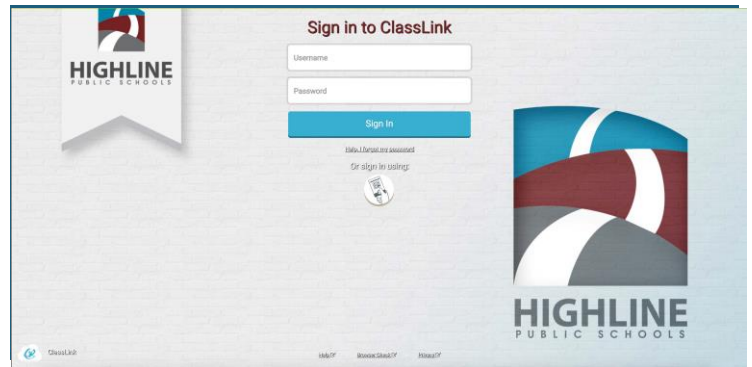 HIGHLINE
PUBLIC SCHOOLS
Sign in to ClassLink
Username
Password
Sign In
Help, I forgot my password
Or sign in using:
HIGHLINE
PUBLIC SCHOOLS
ClassLink
Help
Browser Check
Privacy